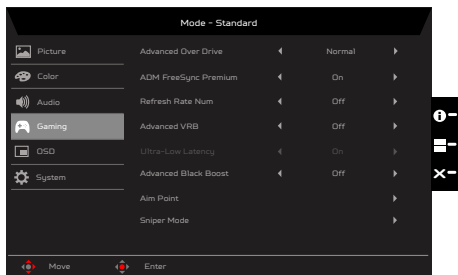 Mode - Standard
Picture
Advanced Over Drive Normal
Color
ADM FreeSync Premium On
Audio
Refresh Rate Num Off
Gaming
Advanced VRB Off
OSD
Ultra-Low Latency On
System
Advanced Black Boost Off
Aim Point
Sniper Mode
Move Enter